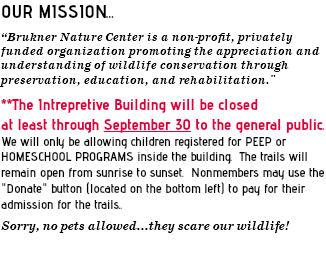 OUR MISSION...
“Brukner Nature Center is a non-profit, privately
funded organization promoting the appreciation and
understanding of wildlife conservation through
preservation, education, and rehabilitation."
**The Intrepretive Building will be closed
at least through September 30 to the general public.
We will only be allowing children registered for PEEP or
HOMESCHOOL PROGRAMS inside the building. The trails will
remain open from sunrise to sunset. Nonmembers may use the
"Donate" button (located on the bottom left) to pay for their
admission for the trails..
Sorry, no pets allowed...they scare our wildlife!